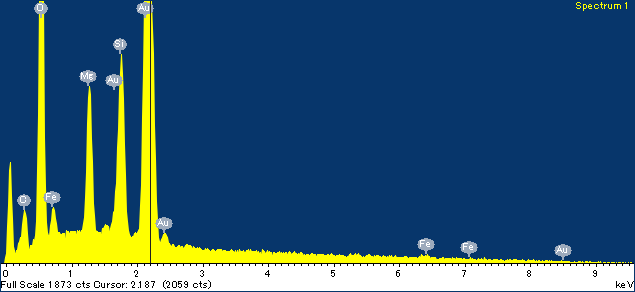 Spectrum 1
O
Au
Si
Mg
Au
C
Fe
Au
Fe
Fe
Au
0 1 2 3 4 5 6 7 8 9
Full Scale 1873 cts Cursor: 2.187 (2059 cts)
keV